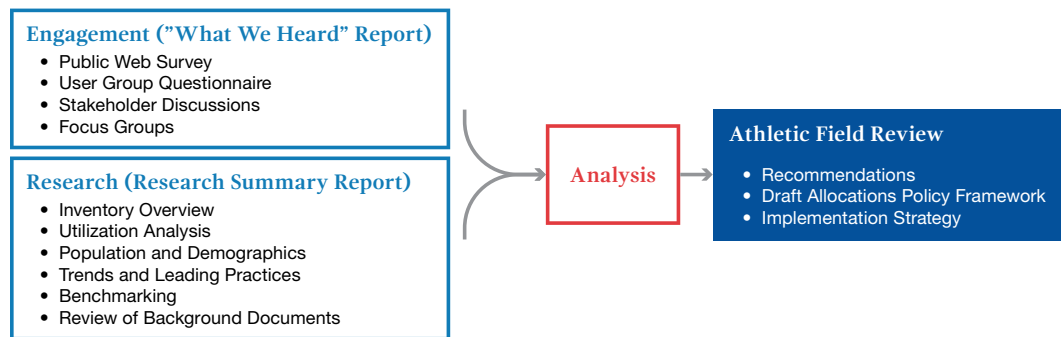 Engagement ("What We Heard" Report)
• Public Web Survey
• User Group Questionnaire
• Stakeholder Discussions
• Focus Groups
Research (Research Summary Report)
• Inventory Overview
• Utilization Analysis
• Population and Demographics
• Trends and Leading Practices
• Benchmarking
• Review of Background Documents
Analysis
Athletic Field Review
• Recommendations
• Draft Allocations Policy Framework
• Implementation Strategy